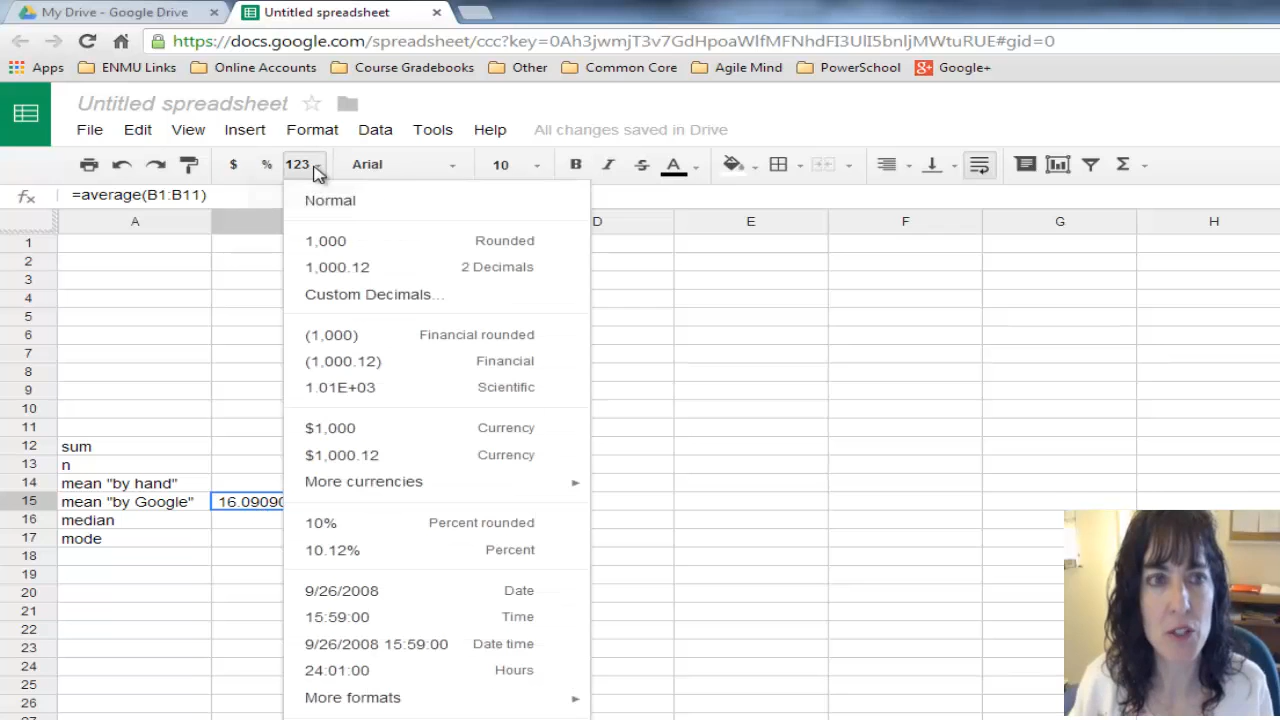 My Drive - Google Drive × Untitled spreadsheet ×
https://docs.google.com/spreadsheet/ccc?key=0Ah3jwmjT3v7GdHpoaWlfMFNhdFI3UlI5bnljMWtuRUE#gid=0
Apps ENMU Links Online Accounts Course Gradebooks Other Common Core Agile Mind PowerSchool Google+
Untitled spreadsheet
File Edit View Insert Format Data Tools Help All changes saved in Drive
$ % 123 Arial 10 B I S A Σ
fx =average(B1:B11)
A D E F G H
1
2
3
4
5
6
7
8
9
10
11
12 sum
13 n
14 mean "by hand"
15 mean "by Google" 16.09090
16 median
17 mode
18
19
20
21
22
23
24
25
26
Normal
1,000 Rounded
1,000.12 2 Decimals
Custom Decimals...
(1,000) Financial rounded
(1,000.12) Financial
1.01E+03 Scientific
$1,000 Currency
$1,000.12 Currency
More currencies
10% Percent rounded
10.12% Percent
9/26/2008 Date
15:59:00 Time
9/26/2008 15:59:00 Date time
24:01:00 Hours
More formats